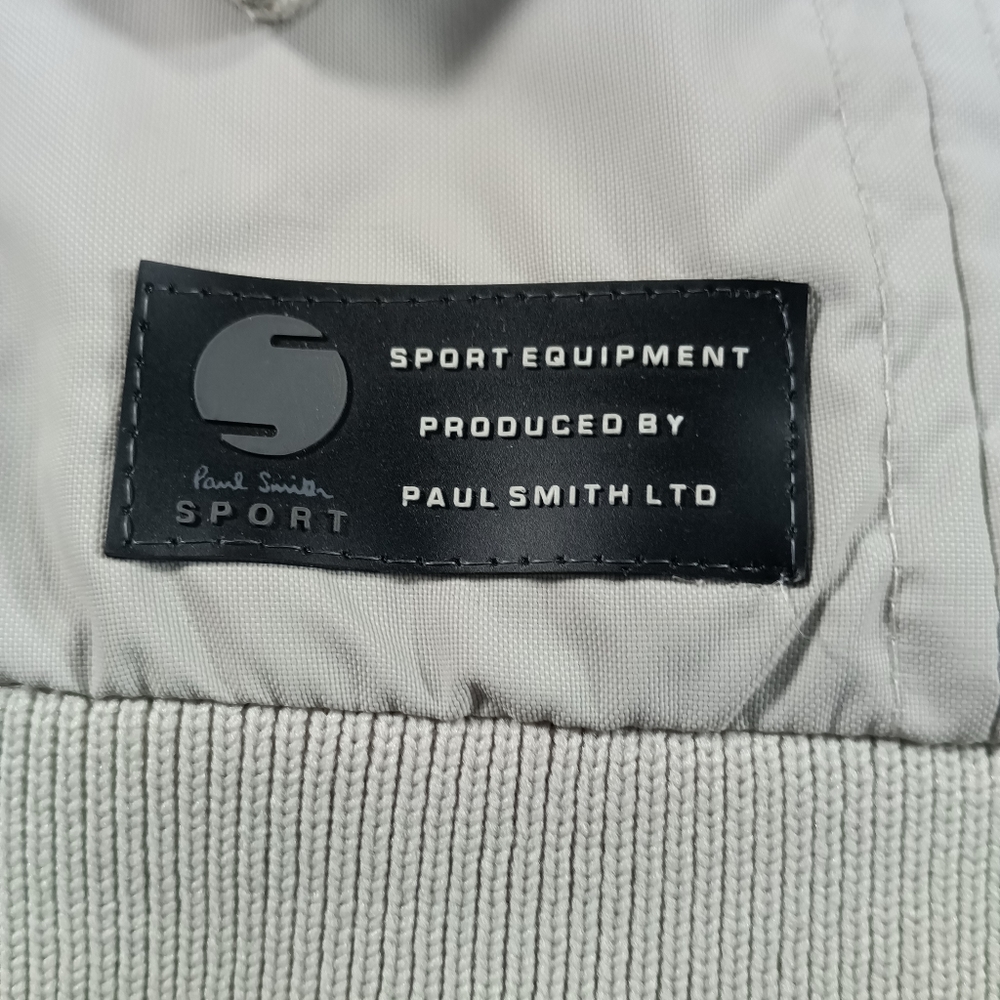 Paul Smith
SPORT
SPORT EQUIPMENT
PRODUCED BY
PAUL SMITH LTD